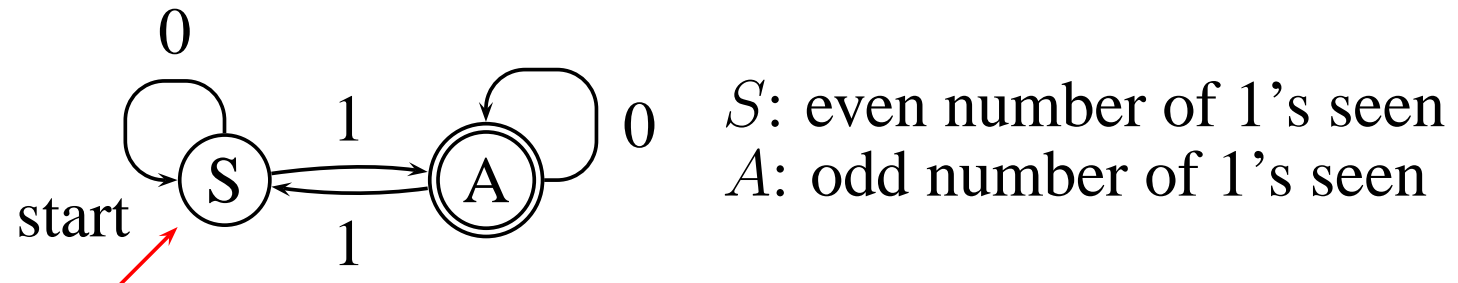 0
1
0
S: even number of 1's seen
S
A
A: odd number of 1's seen
start
1